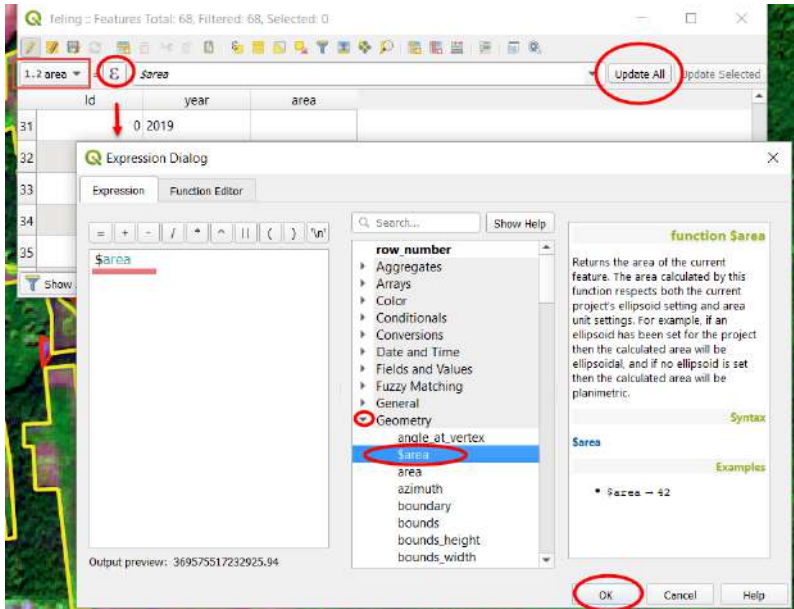 feling :: Features Total: 68, Filtered: 68, Selected: 0
1.2 area = ε $area Update All Update Selected
Id year area
31 0 2019
32
33
34
35
Show
Expression Dialog
Expression Function Editor
= + - / * ^ || ( ) '\n'
$area
Output preview: 369575517232925.94
Search... Show Help
row_number
Aggregates
Arrays
Color
Conditionals
Conversions
Date and Time
Fields and Values
Fuzzy Matching
General
Geometry
angle_at_vertex
$area
area
azimuth
boundary
bounds
bounds_height
bounds_width
function $area
Returns the area of the current
feature. The area calculated by this
function respects both the current
project's ellipsoid setting and area
unit settings. For example, if an
ellipsoid has been set for the project
then the calculated area will be
ellipsoidal, and if no ellipsoid is set
then the calculated area will be
planimetric.
Syntax
$area
Examples
• $area → 42
OK Cancel Help